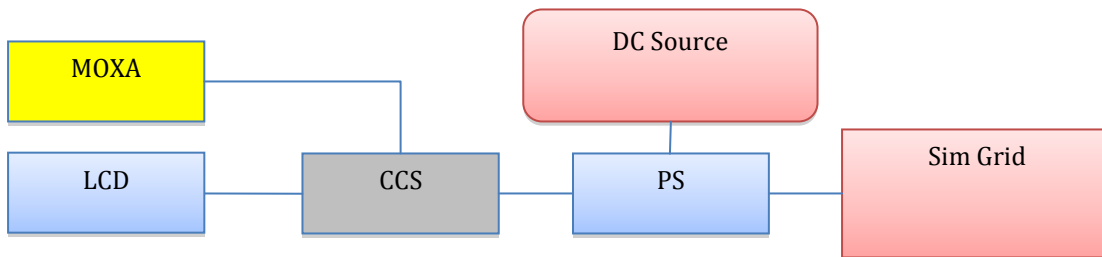 DC Source
MOXA
Sim Grid
LCD
CCS
PS